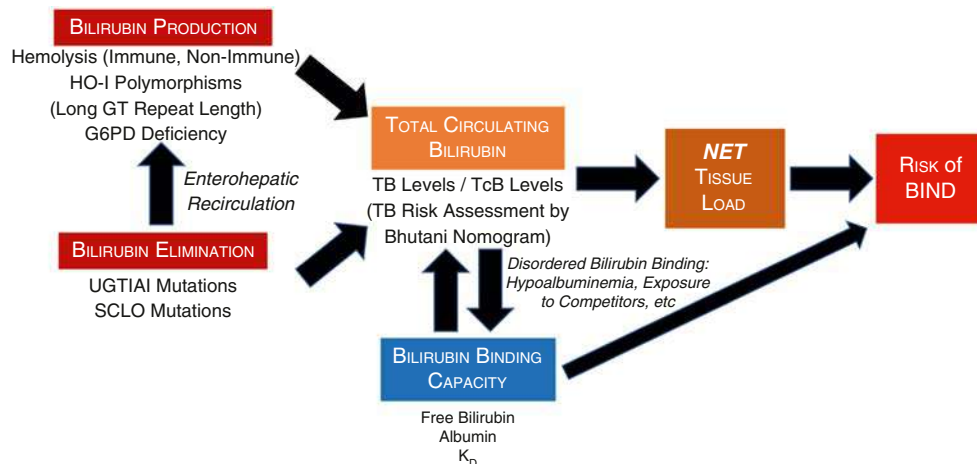 BILIRUBIN PRODUCTION
Hemolysis (Immune, Non-Immune)
HO-I Polymorphisms
(Long GT Repeat Length)
G6PD Deficiency
Enterohepatic
Recirculation
BILIRUBIN ELIMINATION
UGTIAI Mutations
SCLO Mutations
TOTAL CIRCULATING
BILIRUBIN
TB Levels / TcB Levels
(TB Risk Assessment by
Bhutani Nomogram)
Disordered Bilirubin Binding:
Hypoalbuminemia, Exposure
to Competitors, etc
BILIRUBIN BINDING
CAPACITY
Free Bilirubin
Albumin
K_D
NET
TISSUE
LOAD
RISK of
BIND